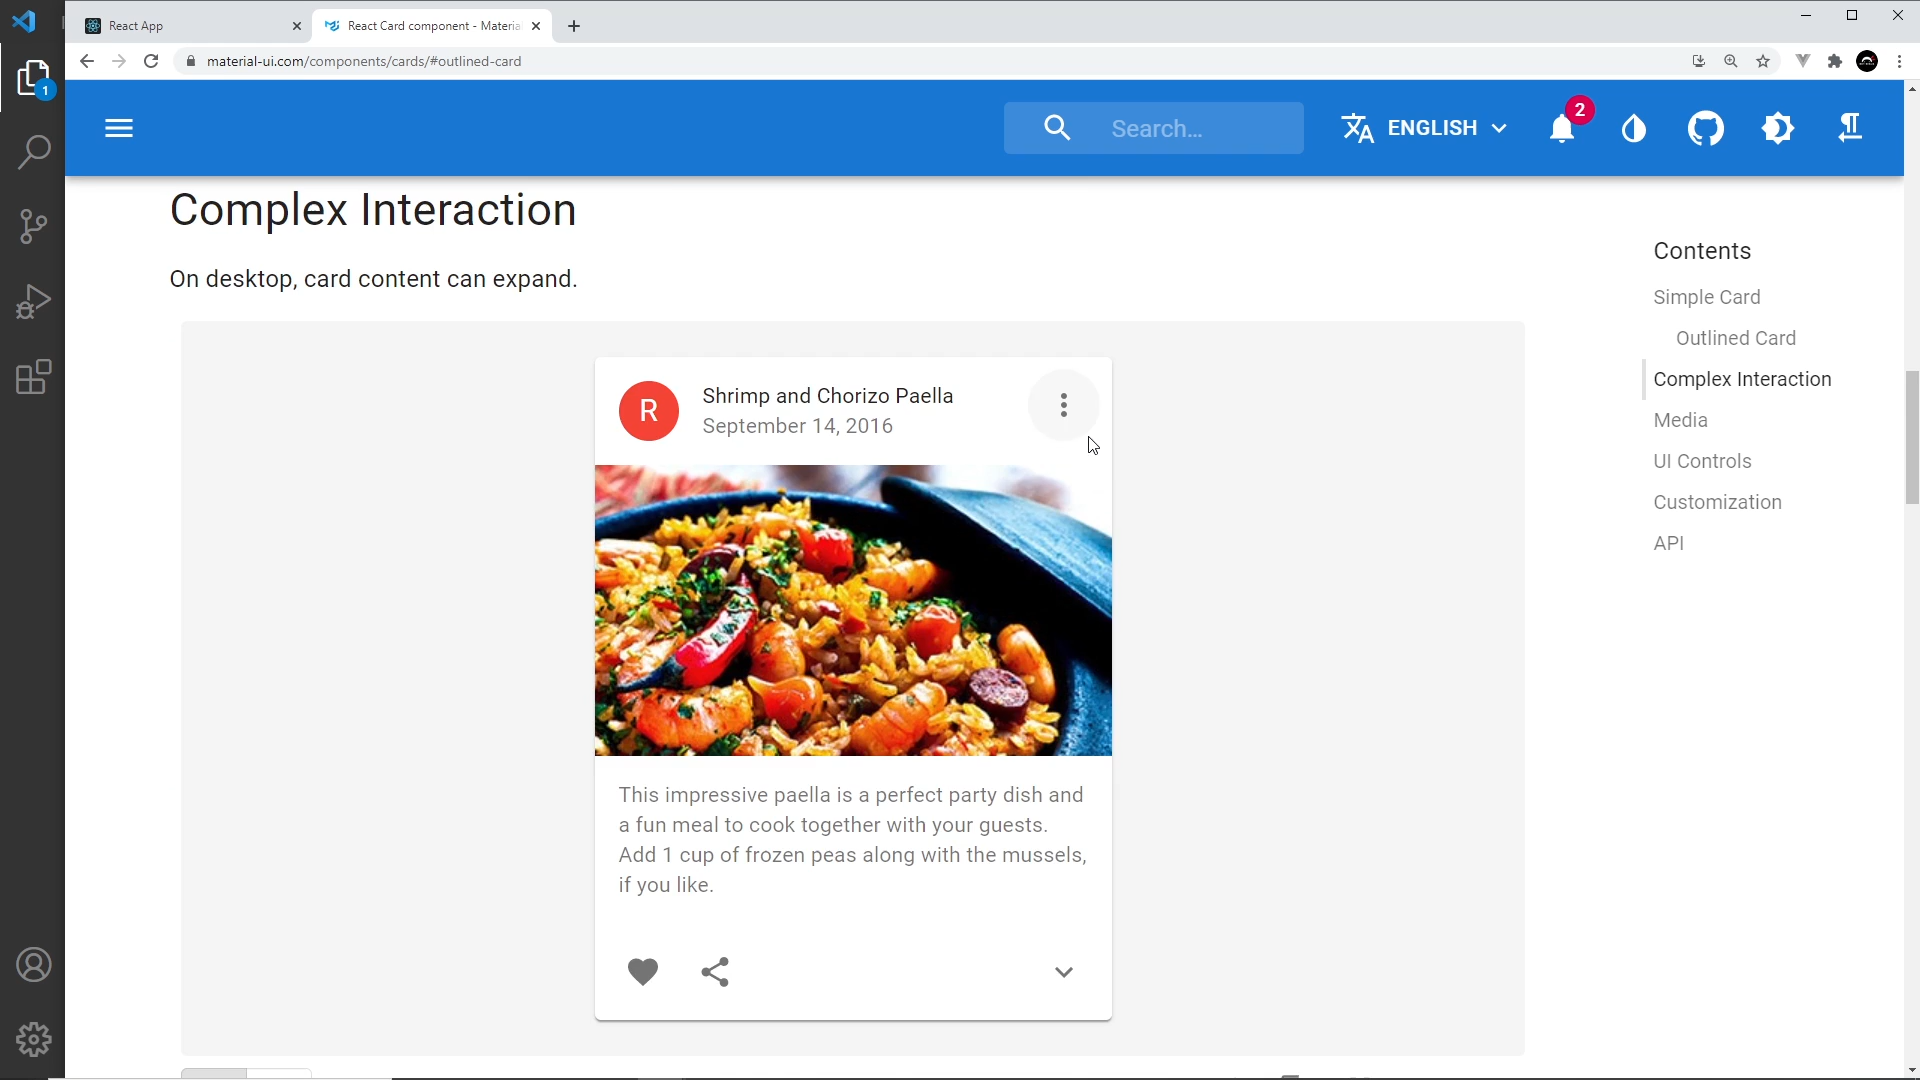 React App
React Card component - Materia
material-ui.com/components/cards/#outlined-card
1
Search…
ENGLISH
2
Complex Interaction
On desktop, card content can expand.
R
Shrimp and Chorizo Paella
September 14, 2016
This impressive paella is a perfect party dish and
a fun meal to cook together with your guests.
Add 1 cup of frozen peas along with the mussels,
if you like.
Contents
Simple Card
Outlined Card
Complex Interaction
Media
UI Controls
Customization
API